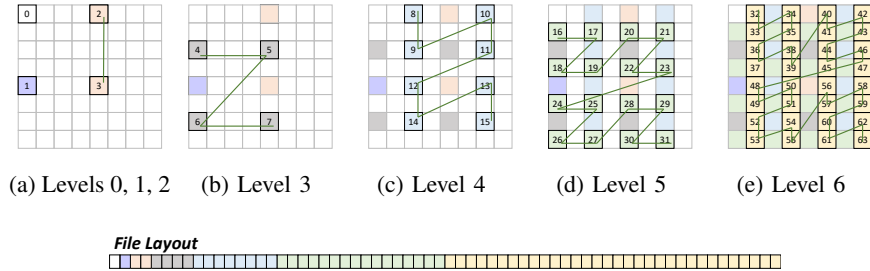 0 2
1 3
(a) Levels 0, 1, 2
4 5
6 7
(b) Level 3
8 10
9 11
12 13
14 15
(c) Level 4
16 17 20 21
18 19 22 23
24 25 28 29
26 27 30 31
(d) Level 5
32 34 40 42
33 35 41 43
36 38 44 46
37 39 45 47
48 50 56 58
49 51 57 59
52 54 60 62
53 55 61 63
(e) Level 6
File Layout